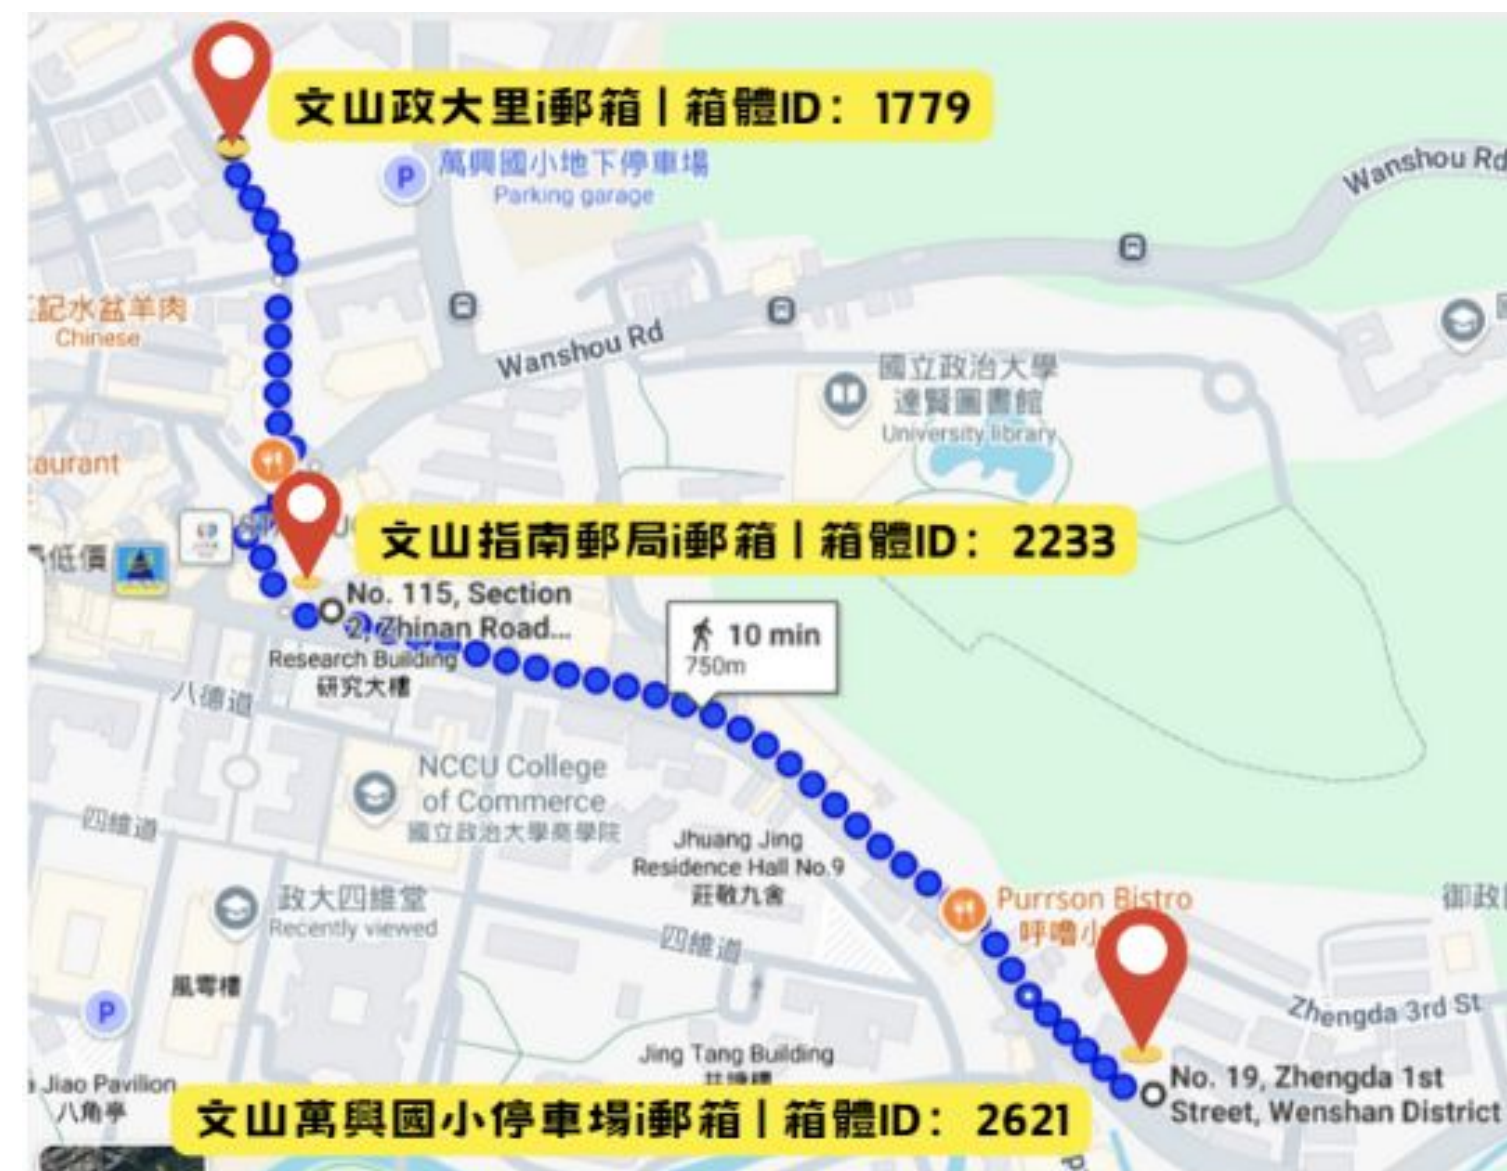 文山政大里i郵箱 | 箱體ID：1779
萬興國小地下停車場
Parking garage
Wanshou Rd
記水盆羊肉
Chinese
Wanshou Rd
國立政治大學
達賢圖書館
University library
taurant
文山指南郵局i郵箱 | 箱體ID：2233
低價
No. 115, Section
2, Zhinan Road...
10 min
750m
Research Building
研究大樓
八德道
NCCU College
of Commerce
國立政治大學商學院
四維道
Jhuang Jing
Residence Hall No.9
莊敬九舍
政大四維堂
Recently viewed
Purrson Bistro
呼嚕小
御政
四維道
風雩樓
Zhengda 3rd St
Jing Tang Building
Jiao Pavilion
八角亭
No. 19, Zhengda 1st
Street, Wenshan District
文山萬興國小停車場i郵箱 | 箱體ID：2621